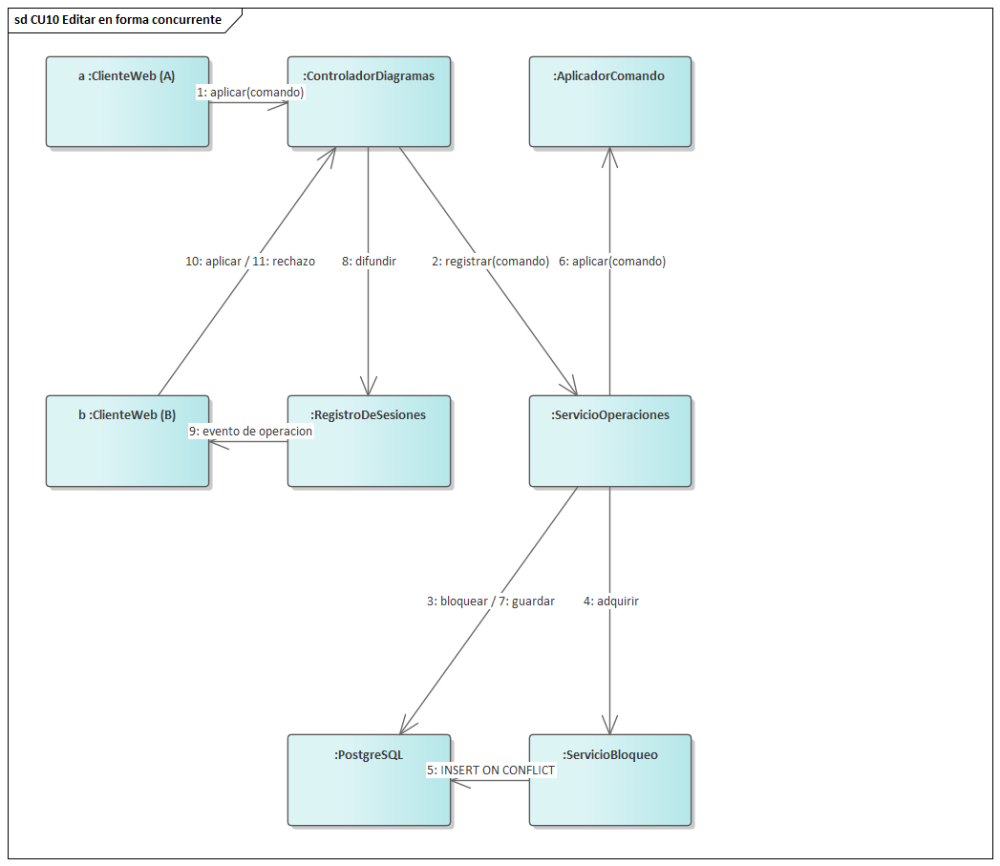 sd CU10 Editar en forma concurrente
a :ClienteWeb (A)
:ControladorDiagramas
:AplicadorComando
1: aplicar(comando)
10: aplicar / 11: rechazo
8: difundir
2: registrar(comando)
6: aplicar(comando)
b :ClienteWeb (B)
:RegistroDeSesiones
:ServicioOperaciones
9: evento de operacion
3: bloquear / 7: guardar
4: adquirir
:PostgreSQL
:ServicioBloqueo
5: INSERT ON CONFLICT